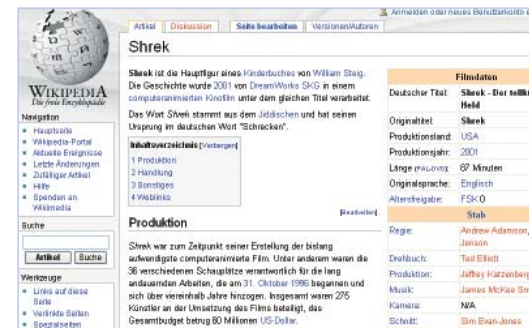 Anmelden oder neues Benutzerkonto
Artikel Diskussion Seite bearbeiten Versionen/Autoren
Shrek
WIKIPEDIA
Die freie Enzyklopädie
Navigation
Hauptseite
Wikipedia-Portal
Aktuelle Ereignisse
Letzte Änderungen
Zufälliger Artikel
Hilfe
Spenden an
Wikimedia
Suche
Artikel Suche
Werkzeuge
Links auf diese
Seite
Verlinkte Seiten
Spezialseiten
Shrek ist die Hauptfigur eines Kinderbuches von William Steig.
Die Geschichte wurde 2001 von DreamWorks SKG in einem
computeranimierten Kinofilm unter dem gleichen Titel verarbeitet.
Das Wort Shrek stammt aus dem Jiddischen und hat seinen
Ursprung im deutschen Wort "Schrecken".
Inhaltsverzeichnis [Verbergen]
1 Produktion
2 Handlung
3 Sonstiges
4 Weblinks
[Bearbeiten]
Produktion
Shrek war zum Zeitpunkt seiner Erstellung der bislang
aufwendigste computeranimierte Film. Unter anderem waren die
36 verschiedenen Schauplätze verantwortlich für die lang
andauernden Arbeiten, die am 31. Oktober 1996 begannen und
sich über viereinhalb Jahre hinzogen. Insgesamt waren 275
Künstler an der Umsetzung des Films beteiligt, das
Gesamtbudget betrug 60 Millionen US-Dollar.
Filmdaten
Deutscher Titel: Shrek - Der
Held
Originaltitel: Shrek
Produktionsland: USA
Produktionsjahr: 2001
Länge (PAL-DVD): 87 Minuten
Originalsprache: Englisch
Altersfreigabe: FSK 0
Stab
Regie: Andrew Adamson,
Jenson
Drehbuch: Ted Elliott
Produktion: Jeffrey Katzenberg
Musik: James McKee
Kamera: N/A
Schnitt: Sim Evan-Jones